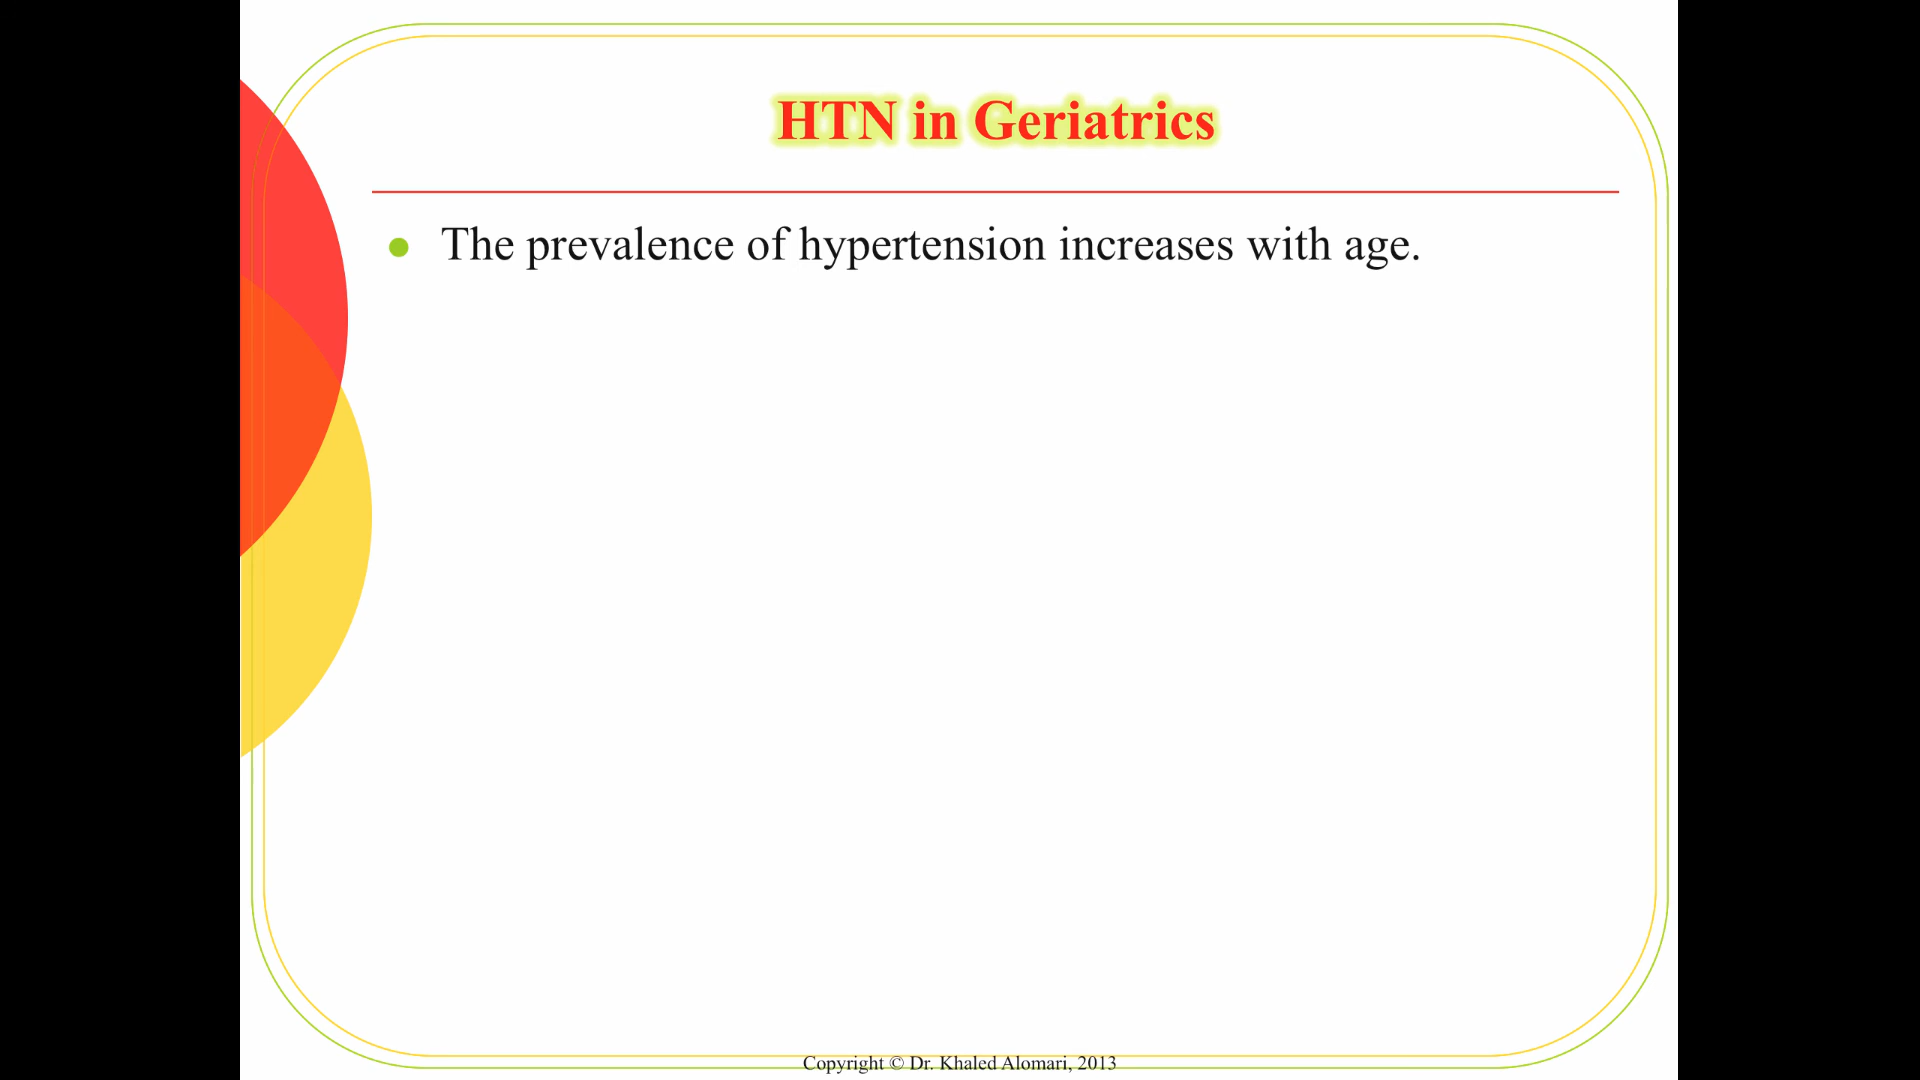 HTN in Geriatrics
The prevalence of hypertension increases with age.
Copyright © Dr. Khaled Alomari, 2013